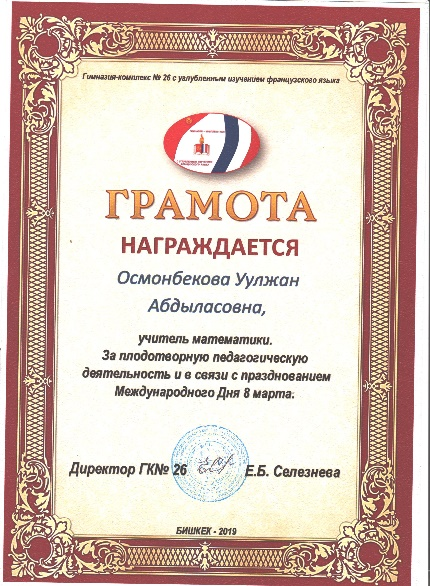 Гимназия-комплекс № 26 с углубленным изучением французского языка
ГРАМОТА
НАГРАЖДАЕТСЯ
Осмонбекова Уулжан
Абдыласовна,
учитель математики.
За плодотворную педагогическую
деятельность и в связи с празднованием
Международного Дня 8 марта.
Директор ГК№ 26 Е.Б. Селезнева
БИШКЕК - 2019